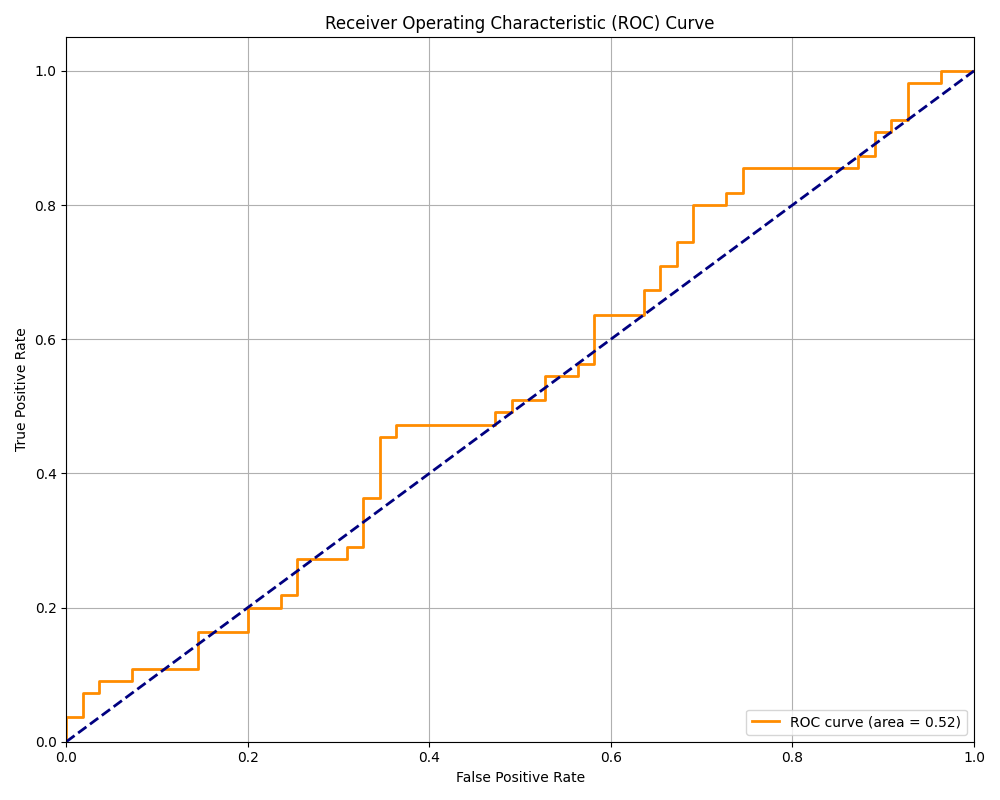 Receiver Operating Characteristic (ROC) Curve
True Positive Rate
1.0
0.8
0.6
0.4
0.2
0.0
ROC curve (area = 0.52)
0.0 0.2 0.4 0.6 0.8 1.0
False Positive Rate